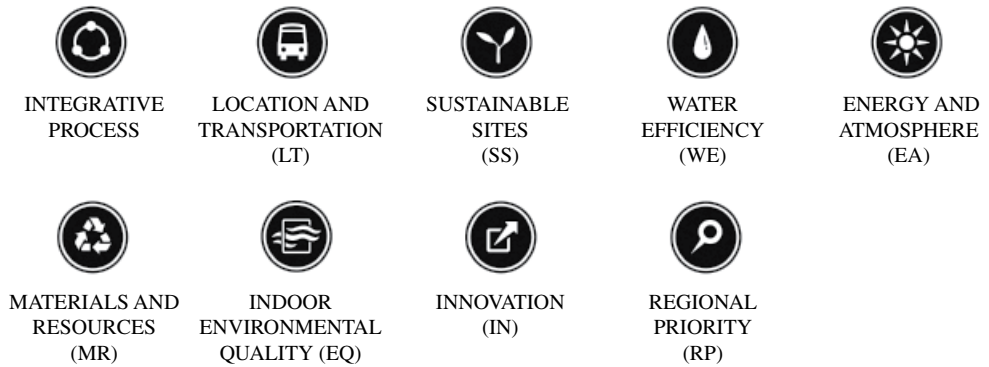 INTEGRATIVE
PROCESS
LOCATION AND
TRANSPORTATION
(LT)
SUSTAINABLE
SITES
(SS)
WATER
EFFICIENCY
(WE)
ENERGY AND
ATMOSPHERE
(EA)
MATERIALS AND
RESOURCES
(MR)
INDOOR
ENVIRONMENTAL
QUALITY (EQ)
INNOVATION
(IN)
REGIONAL
PRIORITY
(RP)